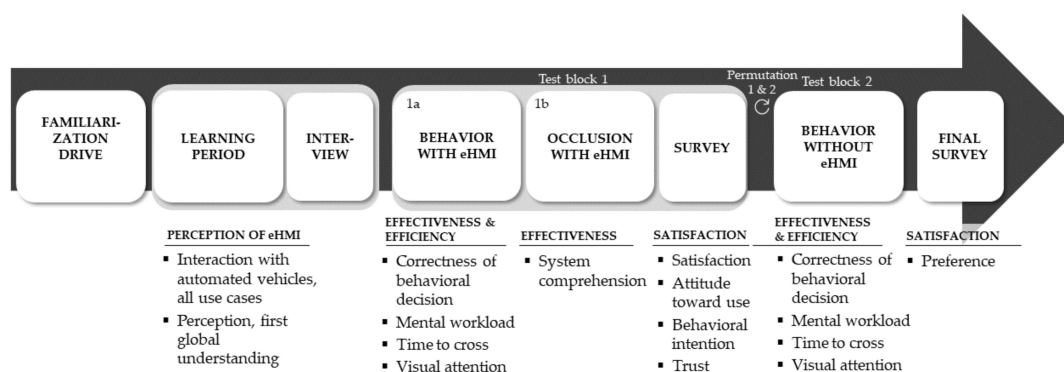 Test block 1
Permutation
1 & 2
Test block 2
FAMILIARI-
ZATION
DRIVE
LEARNING
PERIOD
INTER-
VIEW
1a
BEHAVIOR
WITH eHMI
1b
OCCLUSION
WITH eHMI
SURVEY
BEHAVIOR
WITHOUT
eHMI
FINAL
SURVEY
PERCEPTION OF eHMI
▪ Interaction with
automated vehicles,
all use cases
▪ Perception, first
global
understanding
EFFECTIVENESS &
EFFICIENCY
▪ Correctness of
behavioral
decision
▪ Mental workload
▪ Time to cross
▪ Visual attention
EFFECTIVENESS
▪ System
comprehension
SATISFACTION
▪ Satisfaction
▪ Attitude
toward use
▪ Behavioral
intention
▪ Trust
EFFECTIVENESS
& EFFICIENCY
▪ Correctness of
behavioral
decision
▪ Mental workload
▪ Time to cross
▪ Visual attention
SATISFACTION
▪ Preference